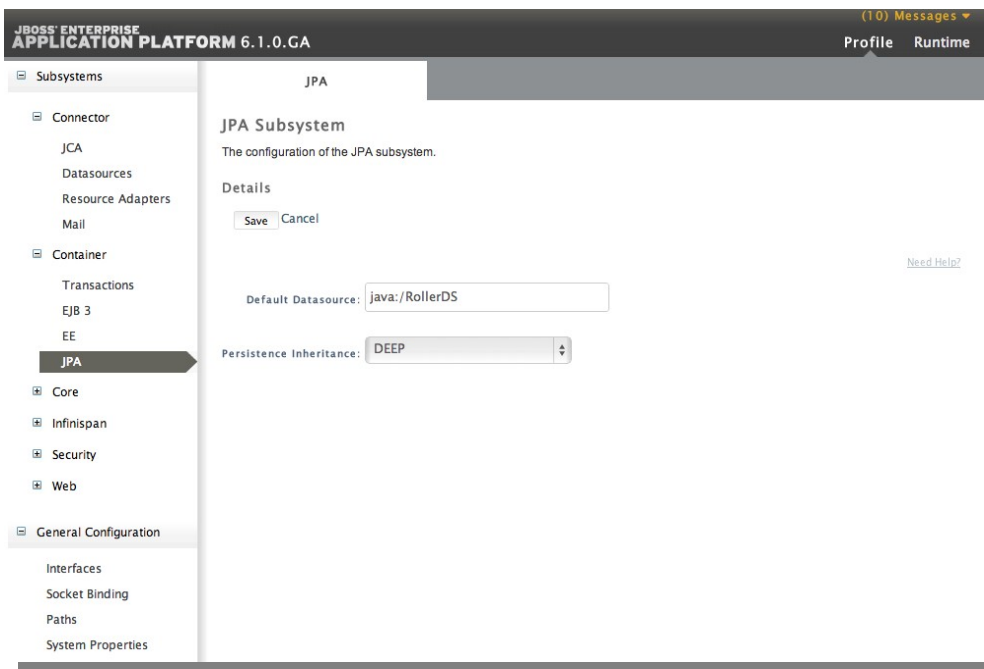 (10) Messages
JBOSS' ENTERPRISE
APPLICATION PLATFORM 6.1.0.GA
Profile Runtime
Subsystems
Connector
JCA
Datasources
Resource Adapters
Mail
Container
Transactions
EJB 3
EE
JPA
Core
Infinispan
Security
Web
General Configuration
Interfaces
Socket Binding
Paths
System Properties
JPA
JPA Subsystem
The configuration of the JPA subsystem.
Details
Save Cancel
Need Help?
Default Datasource: java:/RollerDS
Persistence Inheritance: DEEP